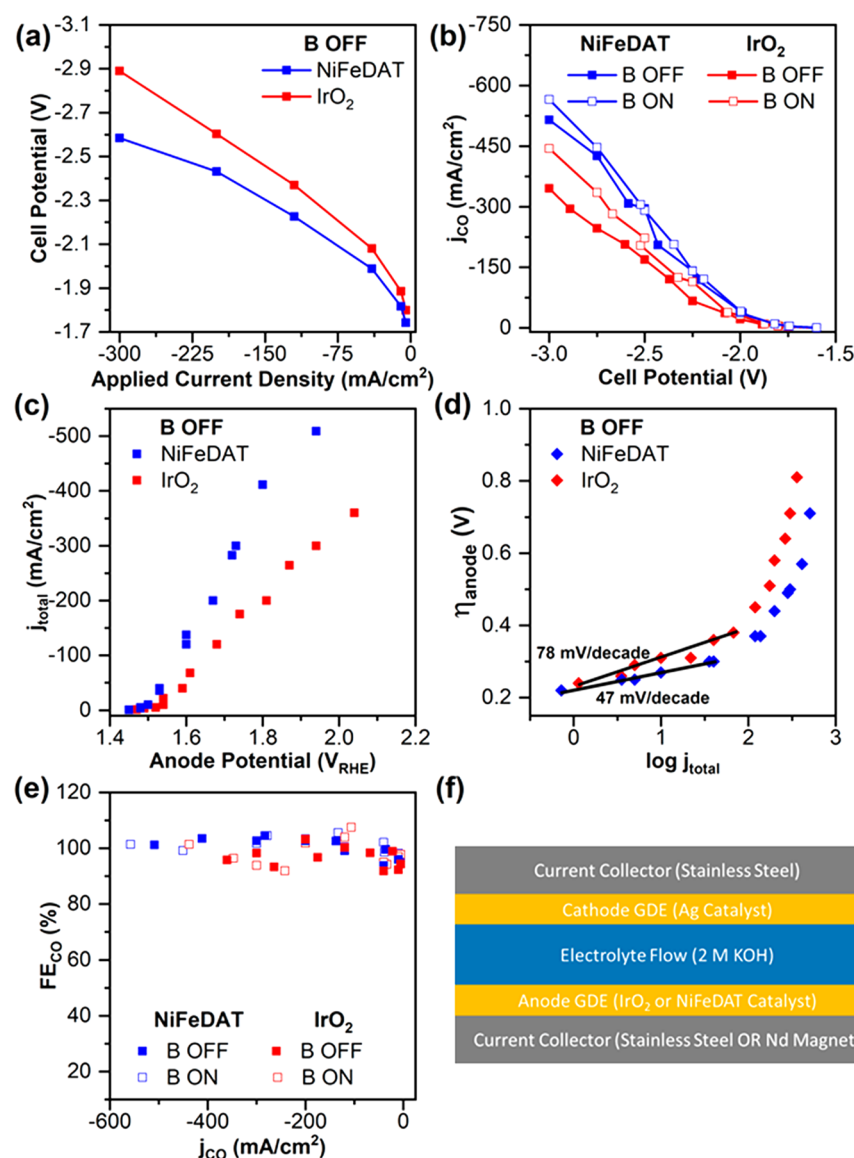 (a)
B OFF
NiFeDAT
IrO2
Cell Potential (V)
-3.1
-2.9
-2.7
-2.5
-2.3
-2.1
-1.9
-1.7
-300 -225 -150 -75 0
Applied Current Density (mA/cm2)
(b)
NiFeDAT IrO2
B OFF B OFF
B ON B ON
jCO (mA/cm2)
-750
-600
-450
-300
-150
0
-3.0 -2.5 -2.0 -1.5
Cell Potential (V)
(c)
B OFF
NiFeDAT
IrO2
jtotal (mA/cm2)
-500
-400
-300
-200
-100
0
1.4 1.6 1.8 2.0 2.2
Anode Potential (VRHE)
(d)
B OFF
NiFeDAT
IrO2
ηanode (V)
1.0
0.8
0.6
0.4
0.2
78 mV/decade
47 mV/decade
0 1 2 3
log jtotal
(e)
FECO (%)
120
100
80
60
40
20
NiFeDAT IrO2
B OFF B OFF
B ON B ON
-600 -400 -200 0
jCO (mA/cm2)
(f)
Current Collector (Stainless Steel)
Cathode GDE (Ag Catalyst)
Electrolyte Flow (2 M KOH)
Anode GDE (IrO2 or NiFeDAT Catalyst)
Current Collector (Stainless Steel OR Nd Magnet